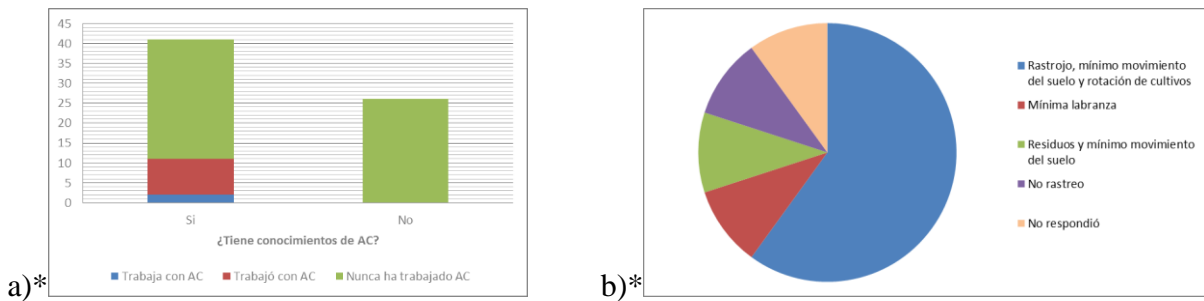 45
40
35
30
25
20
15
10
5
0
Si No
¿Tiene conocimientos de AC?
Trabaja con AC Trabajó con AC Nunca ha trabajado AC
a)*
Rastrojo, mínimo movimiento
del suelo y rotación de cultivos
Mínima labranza
Residuos y mínimo movimiento
del suelo
No rastreo
No respondió
b)*